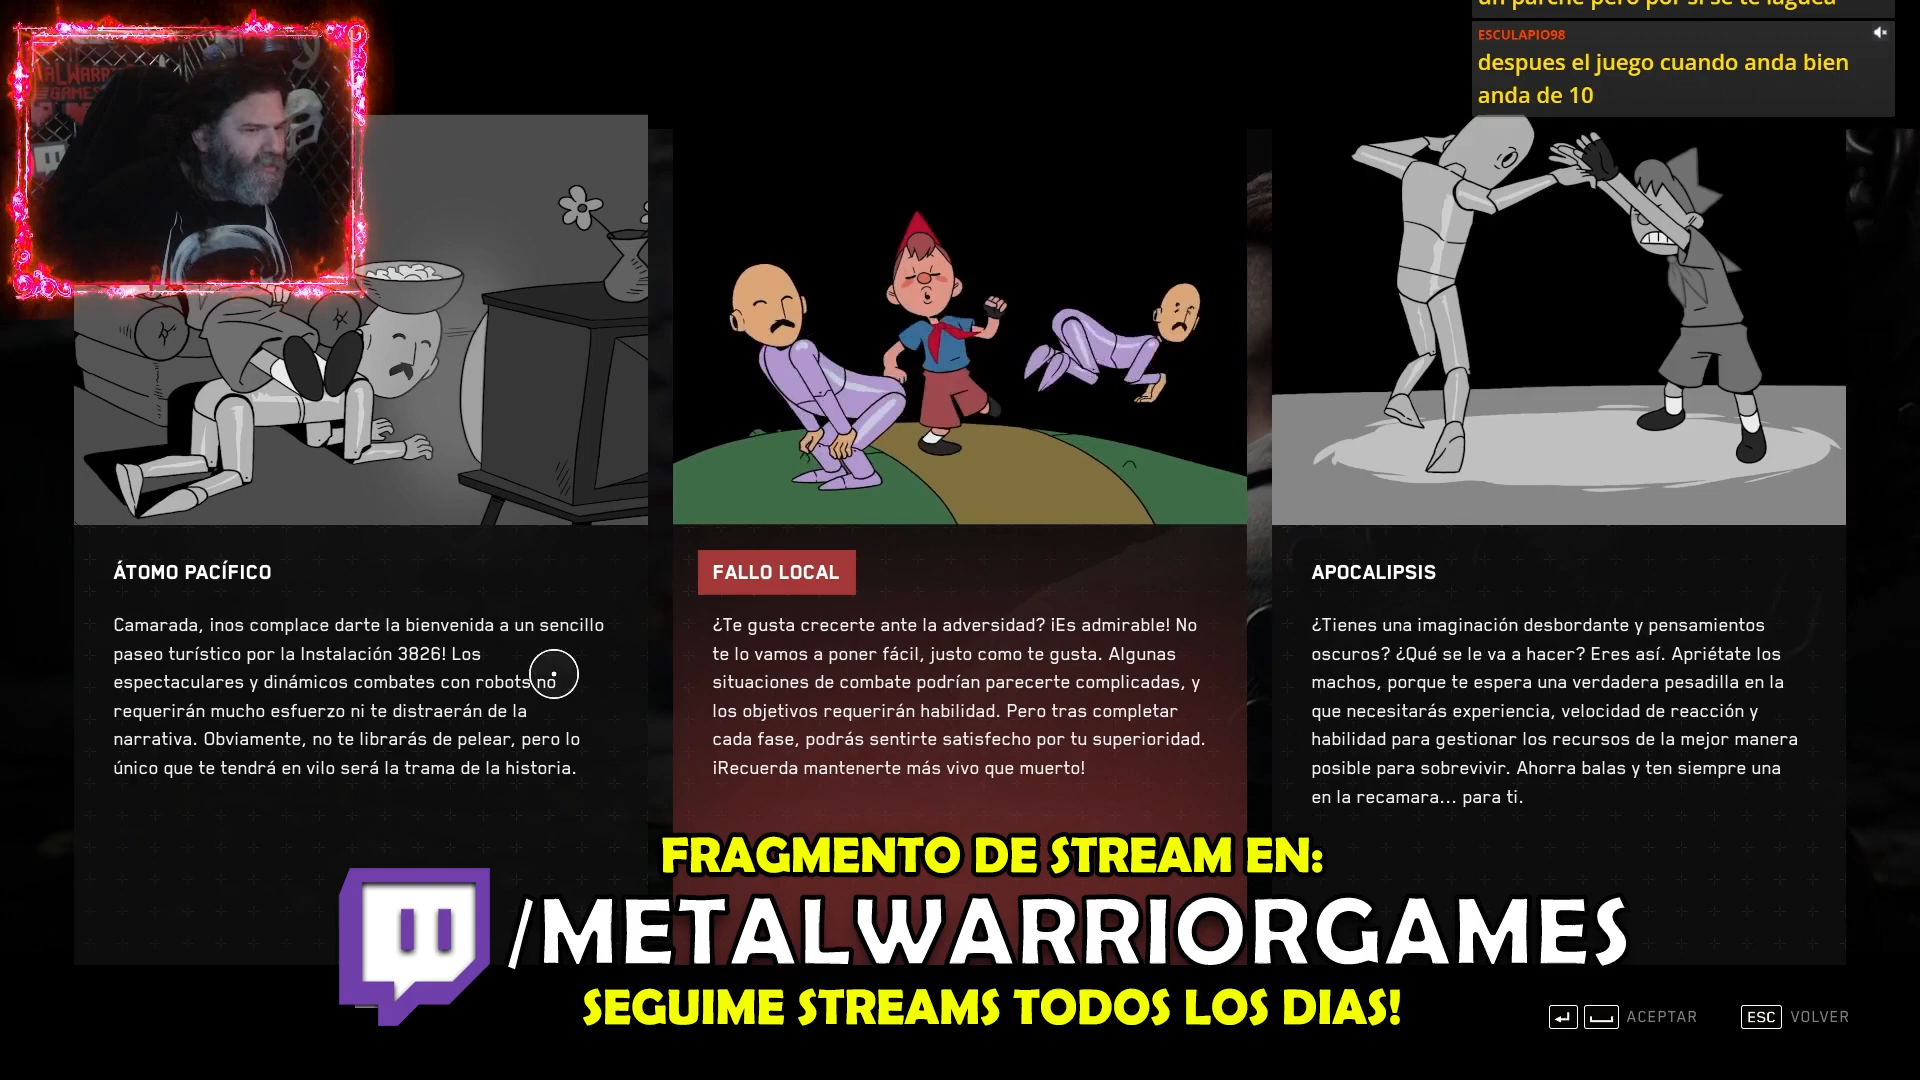 ESCULAPIO98
despues el juego cuando anda bien
anda de 10
ÁTOMO PACÍFICO
Camarada, ¡nos complace darte la bienvenida a un sencillo
paseo turístico por la Instalación 3826! Los
espectaculares y dinámicos combates con robots no
requerirán mucho esfuerzo ni te distraerán de la
narrativa. Obviamente, no te librarás de pelear, pero lo
único que te tendrá en vilo será la trama de la historia.
FALLO LOCAL
¿Te gusta crecerte ante la adversidad? ¡Es admirable! No
te lo vamos a poner fácil, justo como te gusta. Algunas
situaciones de combate podrían parecerte complicadas, y
los objetivos requerirán habilidad. Pero tras completar
cada fase, podrás sentirte satisfecho por tu superioridad.
¡Recuerda mantenerte más vivo que muerto!
APOCALIPSIS
¿Tienes una imaginación desbordante y pensamientos
oscuros? ¿Qué se le va a hacer? Eres así. Apriétate los
machos, porque te espera una verdadera pesadilla en la
que necesitarás experiencia, velocidad de reacción y
habilidad para gestionar los recursos de la mejor manera
posible para sobrevivir. Ahorra balas y ten siempre una
en la recamara... para ti.
FRAGMENTO DE STREAM EN:
/METALWARRIORGAMES
SEGUIME STREAMS TODOS LOS DIAS!
ACEPTAR
ESC VOLVER